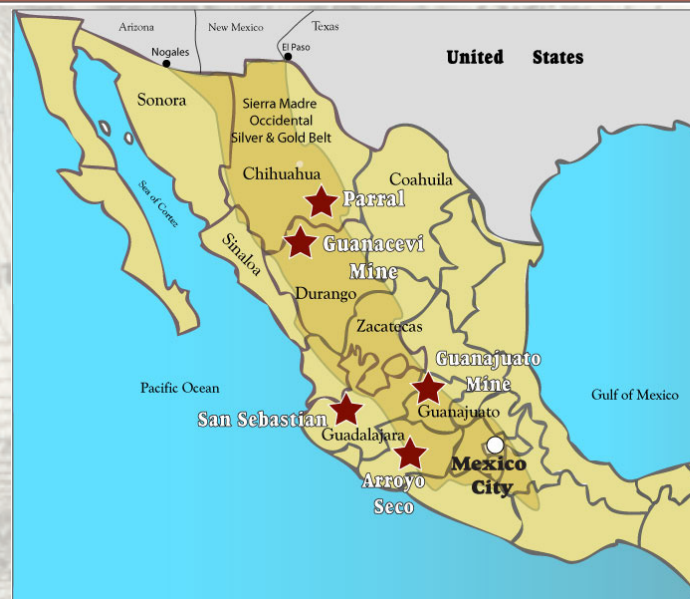 Arizona
New Mexico
Texas
Nogales
El Paso
United States
Sonora
Sierra Madre
Occidental
Silver & Gold Belt
Chihuahua
Coahuila
Parral
Sea of Cortez
Guanacevi
Mine
Sinaloa
Durango
Zacatecas
Guanajuato
Mine
Pacific Ocean
Gulf of Mexico
San Sebastian
Guanajuato
Guadalajara
Mexico
City
Arroyo
Seco